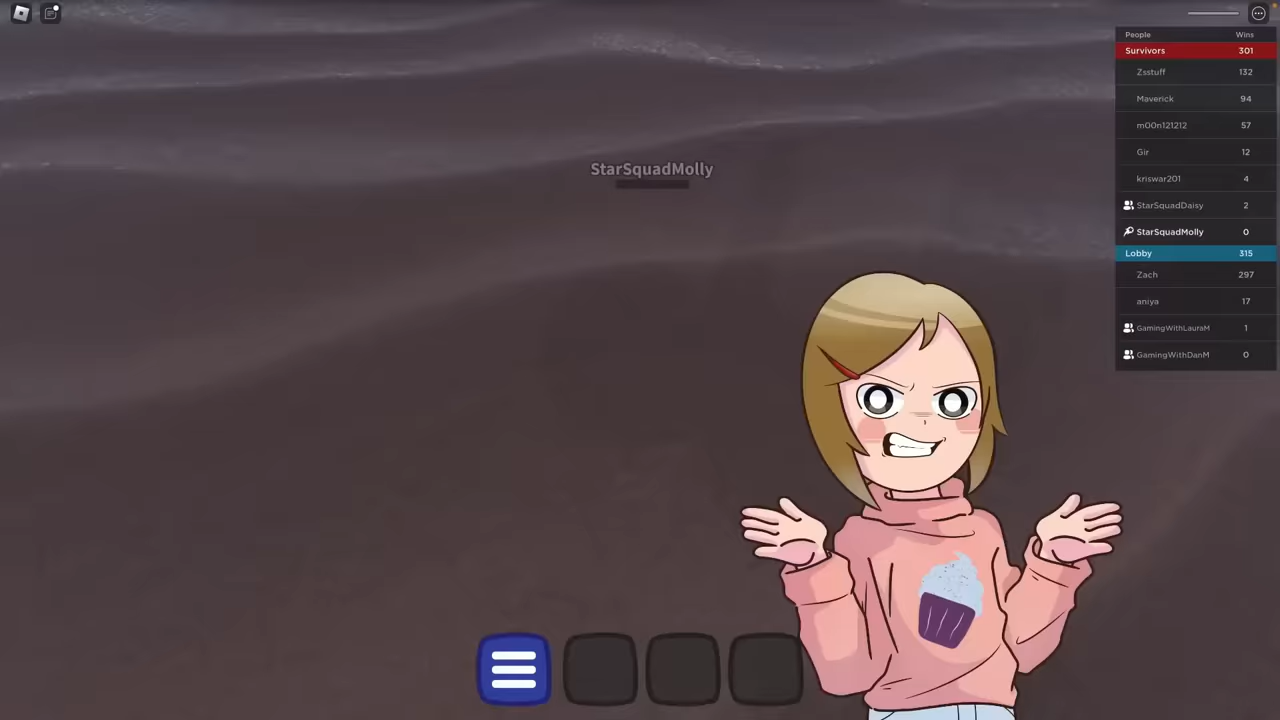 People Wins
Survivors 301
Zsstuff 132
Maverick 94
m00n121212 57
Gir 12
kriswar201 4
StarSquadDaisy 2
StarSquadMolly 0
Lobby 315
Zach 297
aniya 17
GamingWithLauraM 1
GamingWithDanM 0
StarSquadMolly